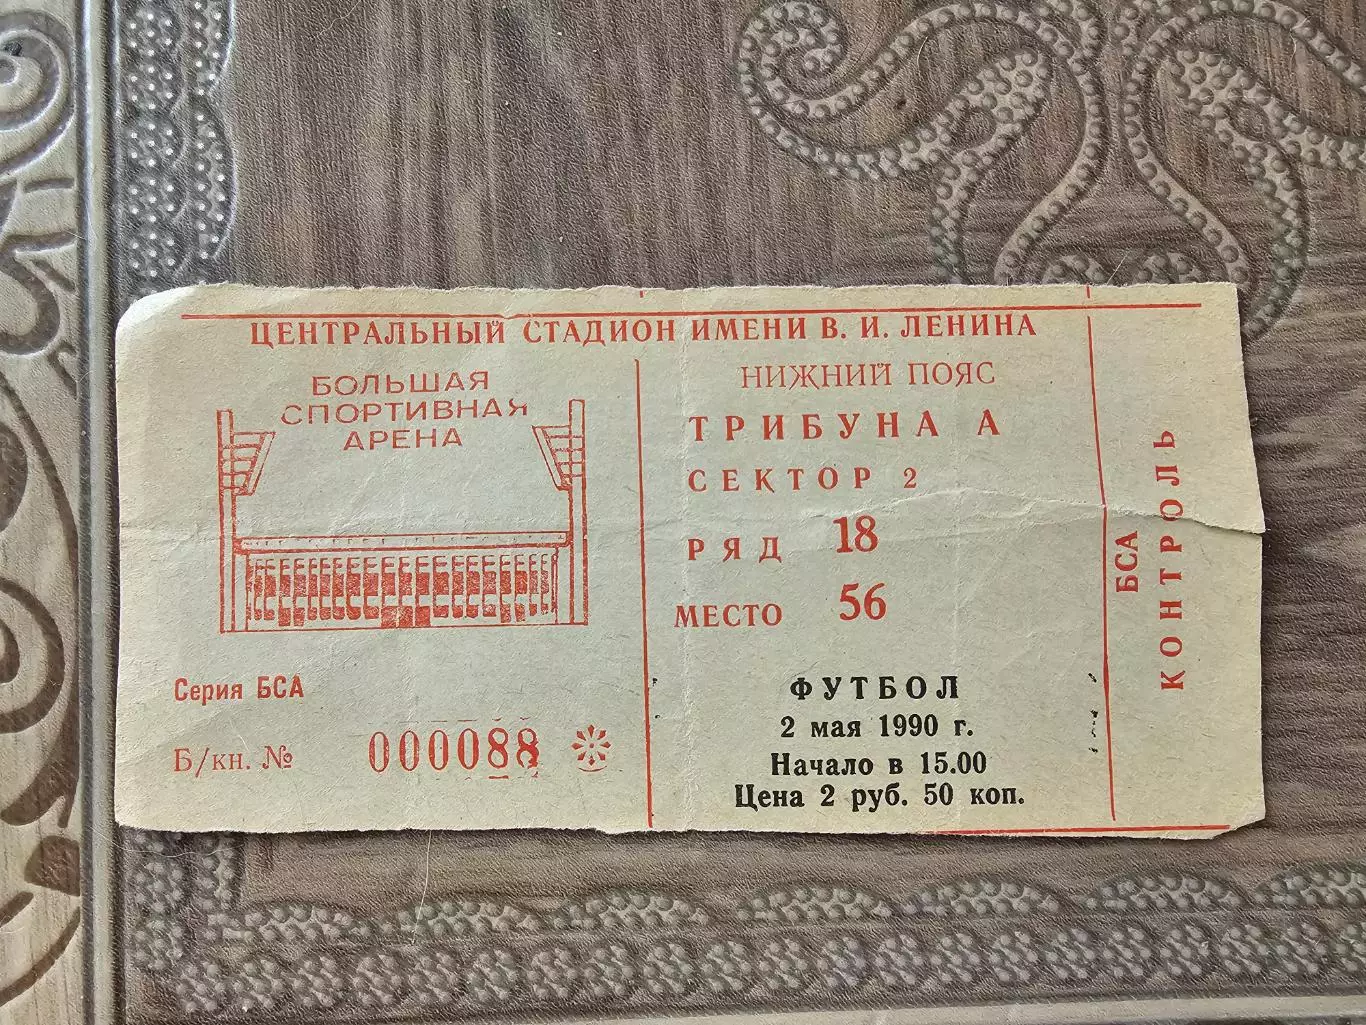 ЦЕНТРАЛЬНЫЙ СТАДИОН ИМЕНИ В. И. ЛЕНИНА
БОЛЬШАЯ
СПОРТИВНАЯ
АРЕНА
Серия БСА
Б/кн. № 000088
НИЖНИЙ ПОЯС
ТРИБУНА А
СЕКТОР 2
РЯД 18
МЕСТО 56
ФУТБОЛ
2 мая 1990 г.
Начало в 15.00
Цена 2 руб. 50 коп.
БСА
КОНТРОЛЬ